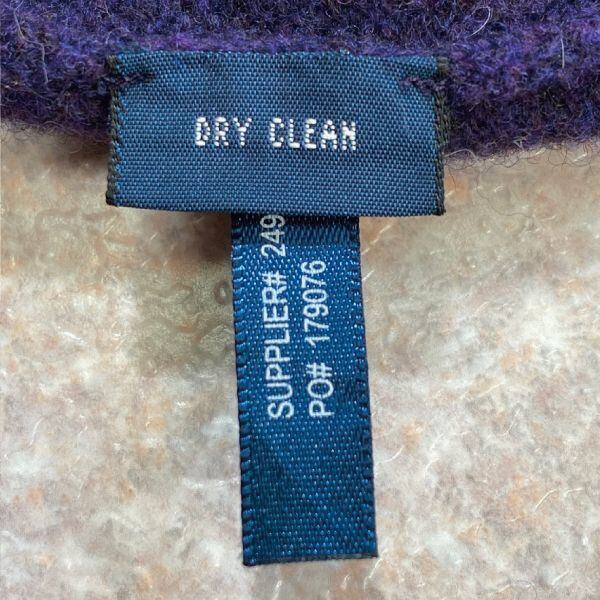 DRY CLEAN
SUPPLIER# 249
PO# 179076